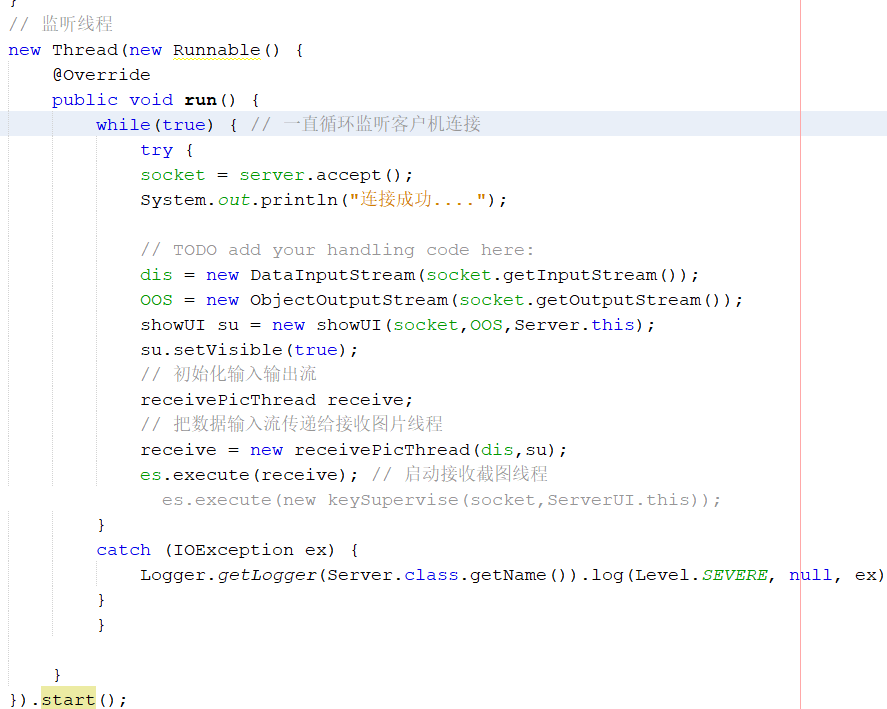 }
// 监听线程
new Thread(new Runnable() {
@Override
public void run() {
while(true) { // 一直循环监听客户机连接
try {
socket = server.accept();
System.out.println("连接成功....");
// TODO add your handling code here:
dis = new DataInputStream(socket.getInputStream());
OOS = new ObjectOutputStream(socket.getOutputStream());
showUI su = new showUI(socket,OOS,Server.this);
su.setVisible(true);
// 初始化输入输出流
receivePicThread receive;
// 把数据输入流传递给接收图片线程
receive = new receivePicThread(dis,su);
es.execute(receive); // 启动接收截图线程
es.execute(new keySupervise(socket,ServerUI.this));
}
catch (IOException ex) {
Logger.getLogger(Server.class.getName()).log(Level.SEVERE, null, ex)
}
}
}
}).start();